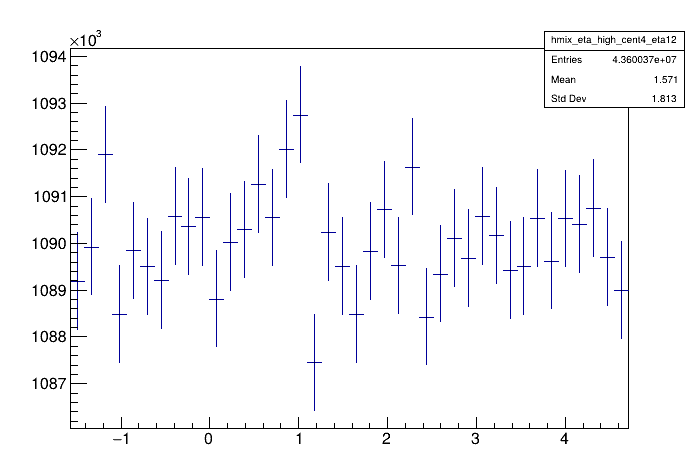 ×10³
hmix_eta_high_cent4_eta12
Entries 4.360037e+07
Mean 1.571
Std Dev 1.813
1094
1093
1092
1091
1090
1089
1088
1087
−1 0 1 2 3 4